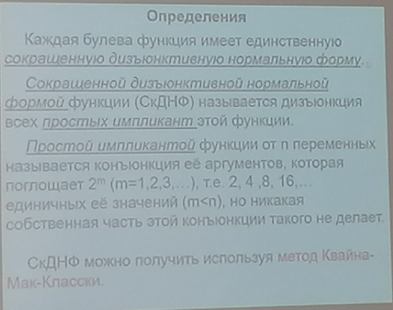 Определения
Каждая булева функция имеет единственную
сокращенную дизъюнктивную нормальную форму.
Сокращенной дизъюнктивной нормальной
формой функции (СкДНФ) называется дизъюнкция
всех простых импликант этой функции.
Простой импликантой функции от n переменных
называется конъюнкция её аргументов, которая
поглощает 2ᵐ (m=1,2,3,…), т.е. 2, 4 ,8, 16,…
единичных её значений (m<n), но никакая
собственная часть этой конъюнкции такого не делает.
СкДНФ можно получить используя метод Квайна-
Мак-Класски.